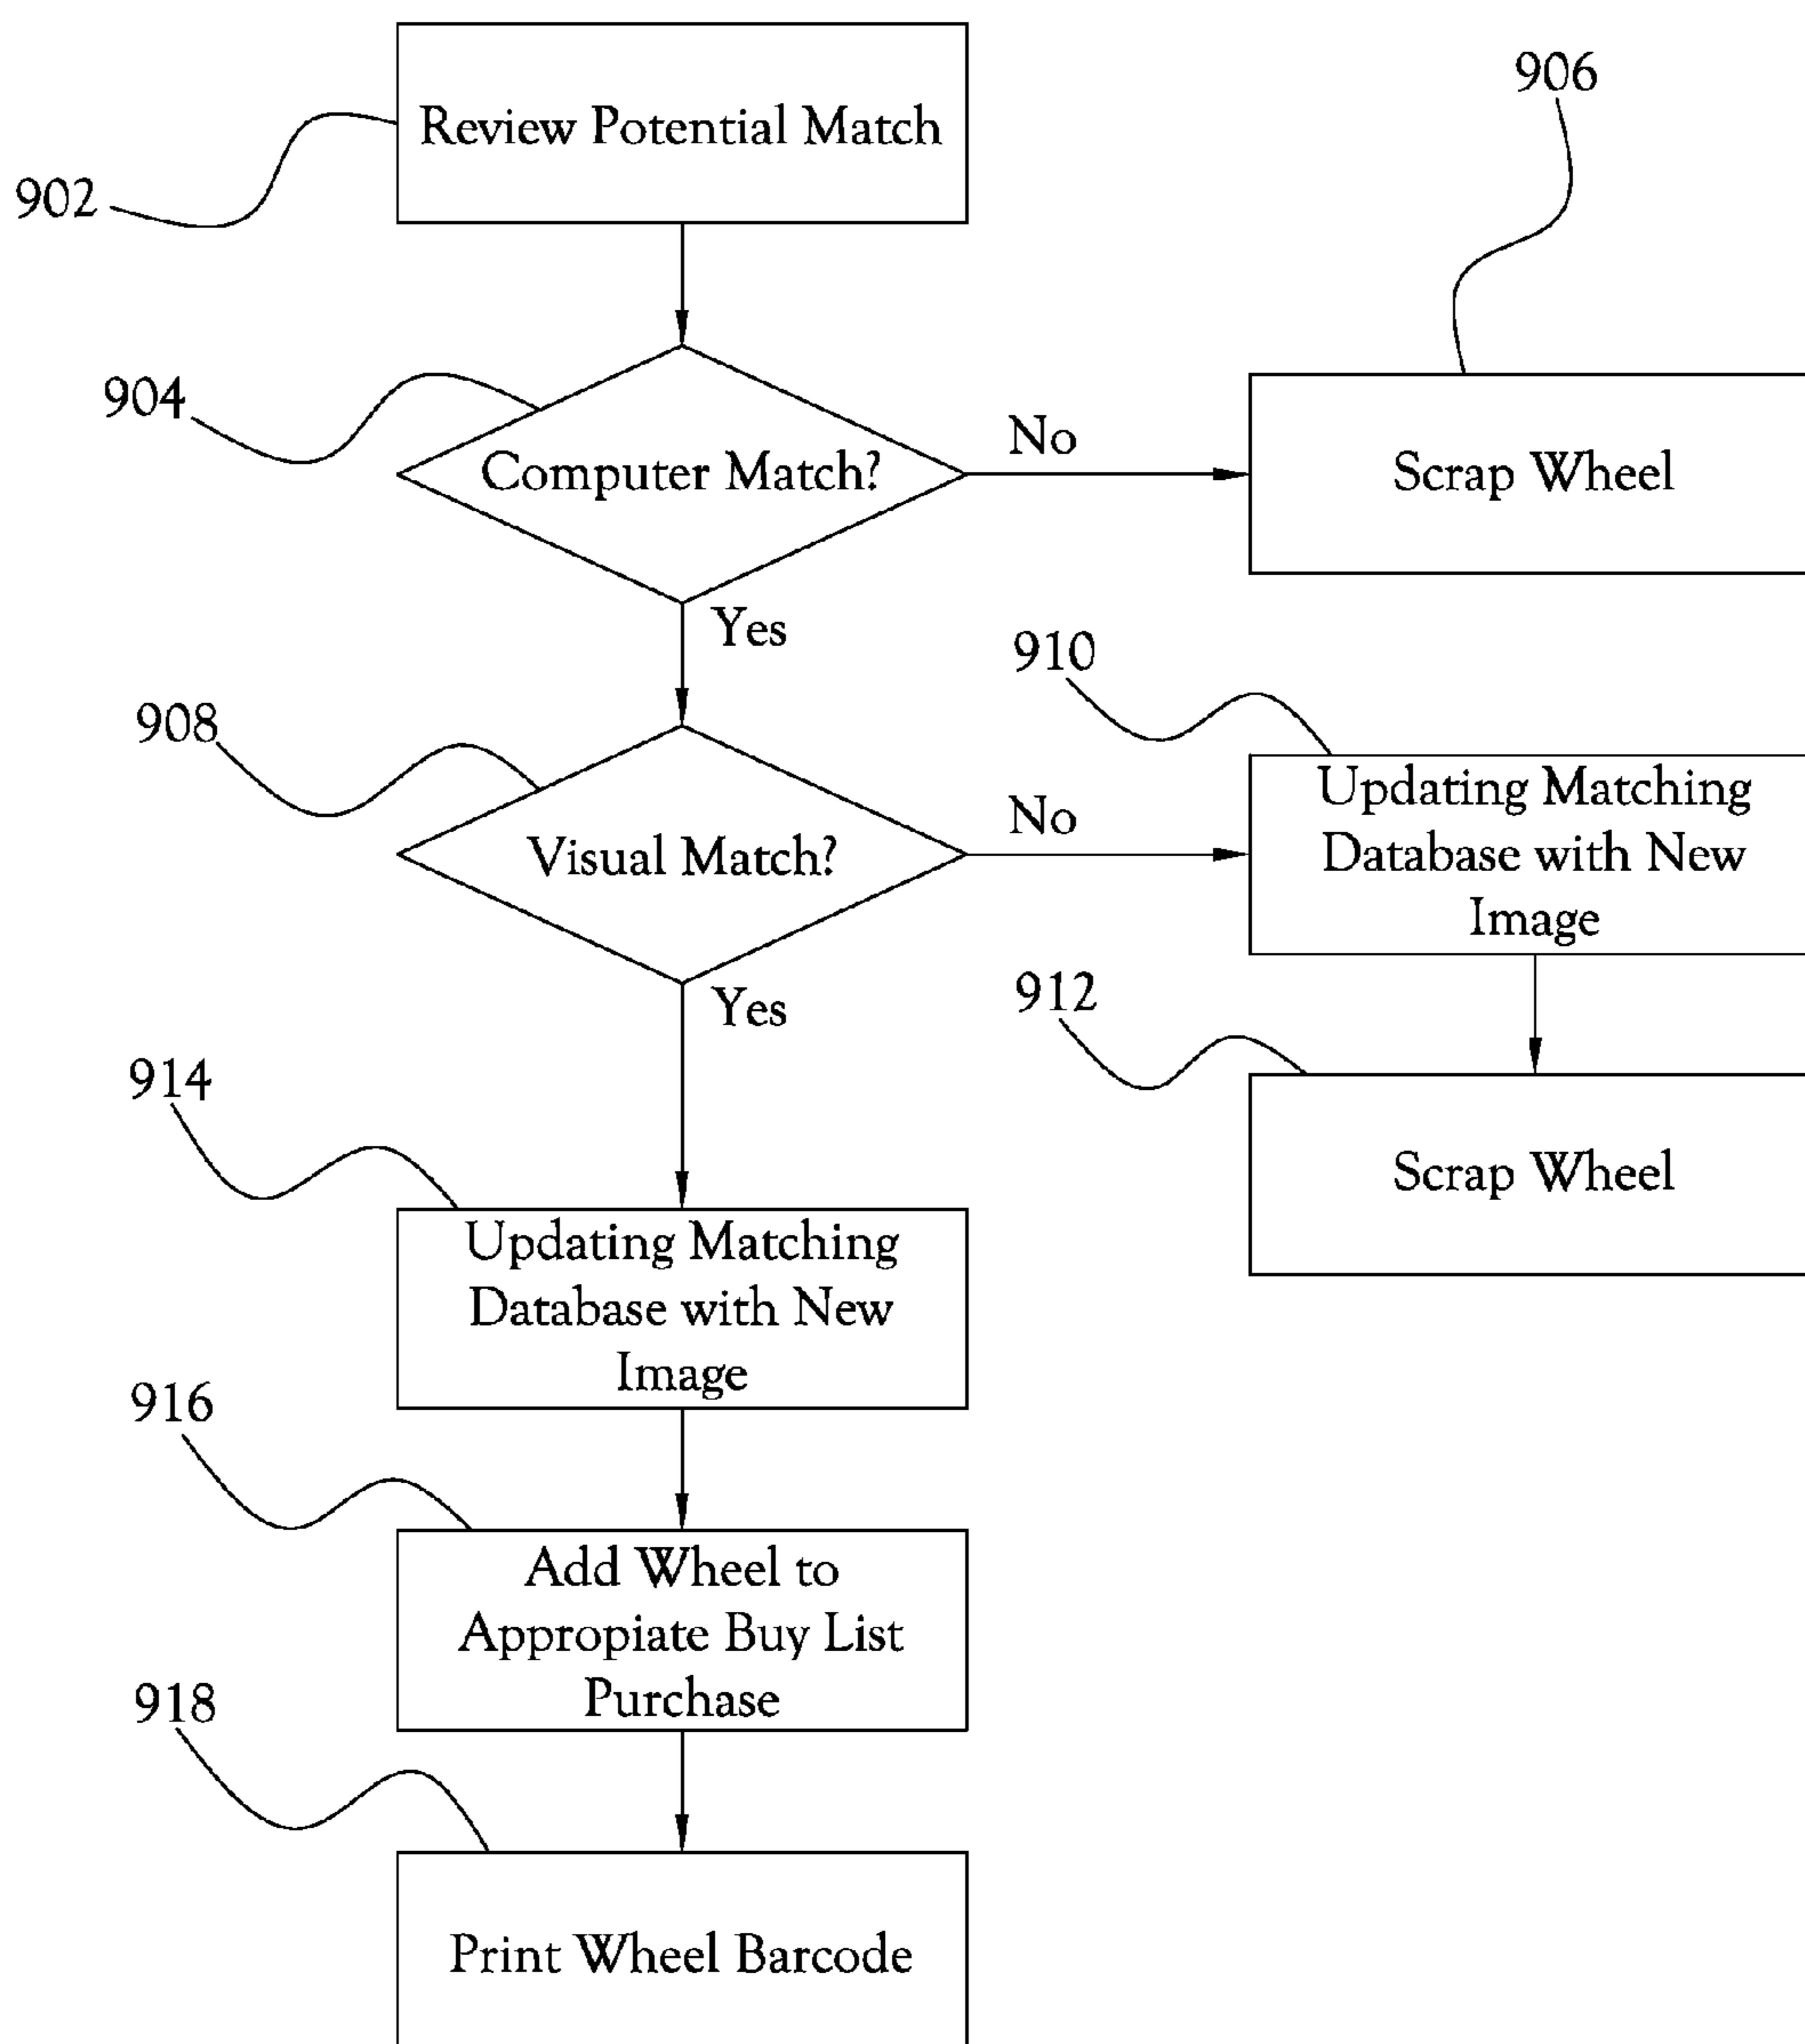 Review Potential Match
906
902
904
Computer Match?
No
Scrap Wheel
Yes
910
908
Visual Match?
No
Updating Matching
Database with New
Image
Yes
912
Scrap Wheel
914
Updating Matching
Database with New
Image
916
Add Wheel to
Appropiate Buy List
Purchase
918
Print Wheel Barcode